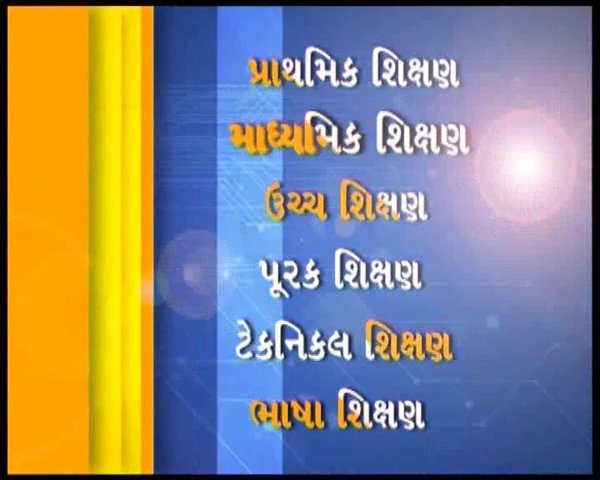 પ્રાથમિક શિક્ષણ
માધ્યમિક શિક્ષણ
ઉચ્ચ શિક્ષણ
પૂરક શિક્ષણ
ટેકનિકલ શિક્ષણ
ભાષા શિક્ષણ